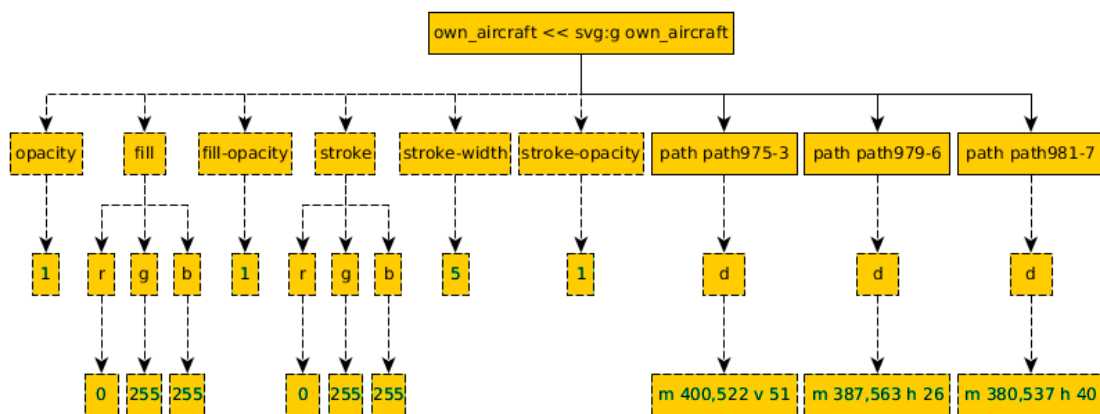 own_aircraft << svg:g own_aircraft
opacity fill fill-opacity stroke stroke-width stroke-opacity path path975-3 path path979-6 path path981-7
1 r g b 1 r g b 5 1 d d d
0 255 255 0 255 255 m 400,522 v 51 m 387,563 h 26 m 380,537 h 40